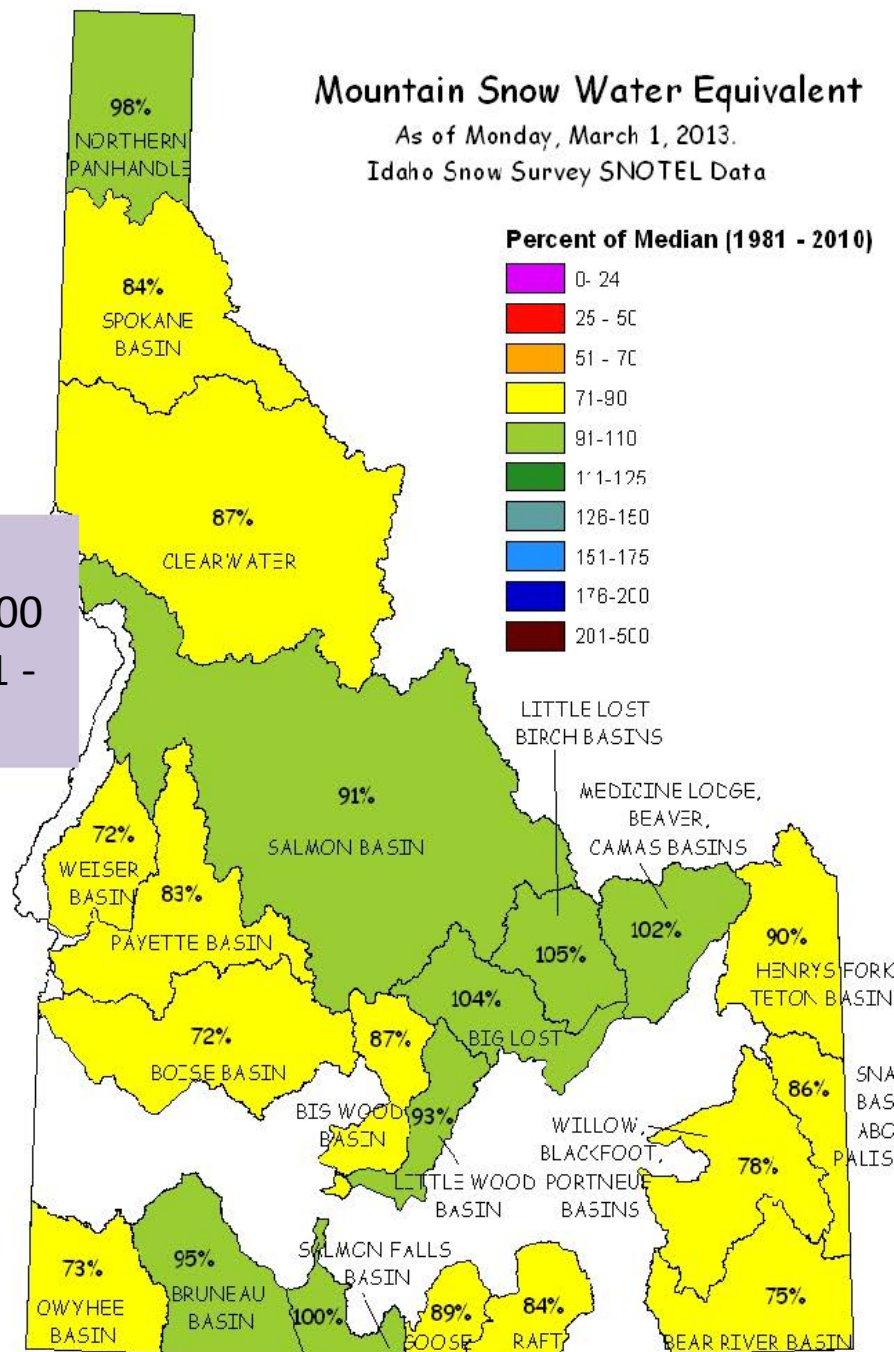 Mountain Snow Water Equivalent
As of Monday, March 1, 2013.
Idaho Snow Survey SNOTEL Data
Percent of Median (1981 - 2010)
0- 24
25 - 50
51 - 70
71-90
91-110
111-125
126-150
151-175
176-200
201-500
98%
NORTHERN
PANHANDLE
84%
SPOKANE
BASIN
87%
CLEARWATER
00
1 -
LITTLE LOST
BIRCH BASINS
MEDICINE LODGE,
BEAVER,
CAMAS BASINS
91%
SALMON BASIN
72%
WEISER
BASIN
83%
PAYETTE BASIN
105%
102%
90%
HENRYS FORK
TETON BASIN
104%
BIG LOST
72%
BOISE BASIN
87%
BIG WOOD
BASIN
93%
LITTLE WOOD
BASIN
WILLOW,
BLACKFOOT,
PORTNEUF
BASINS
86%
SNA
BAS
ABO
PALIS
78%
73%
OWYHEE
BASIN
95%
BRUNEAU
BASIN
SALMON FALLS
BASIN
100%
89%
GOOSE
84%
RAFT
75%
BEAR RIVER BASIN